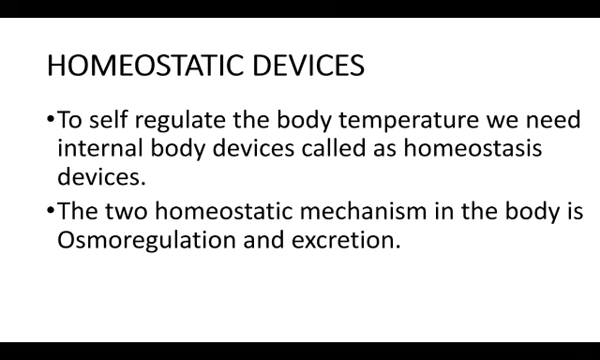 HOMEOSTATIC DEVICES
•To self regulate the body temperature we need
internal body devices called as homeostasis
devices.
•The two homeostatic mechanism in the body is
Osmoregulation and excretion.